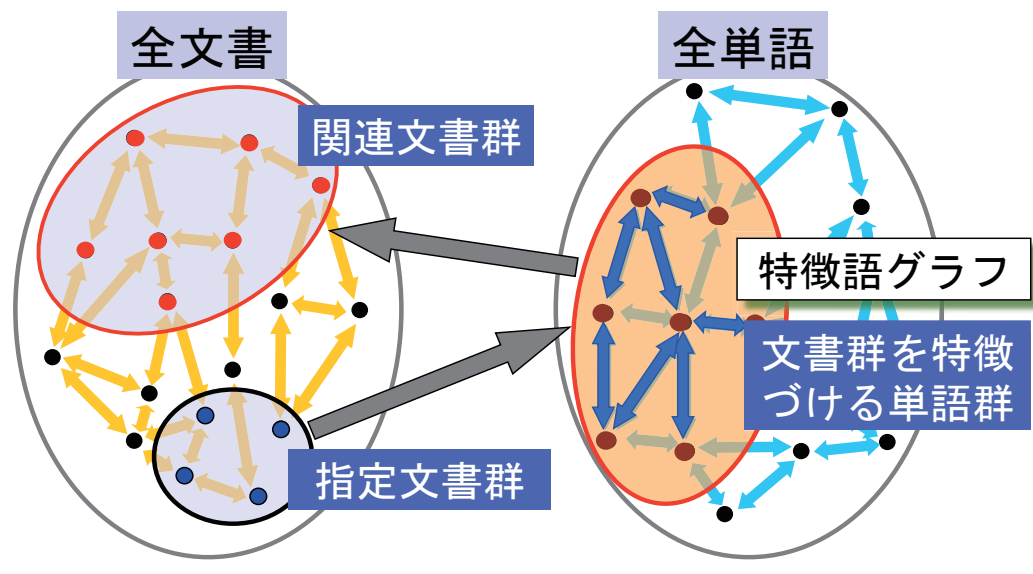 全文書
全単語
関連文書群
特徴語グラフ
文書群を特徴
づける単語群
指定文書群